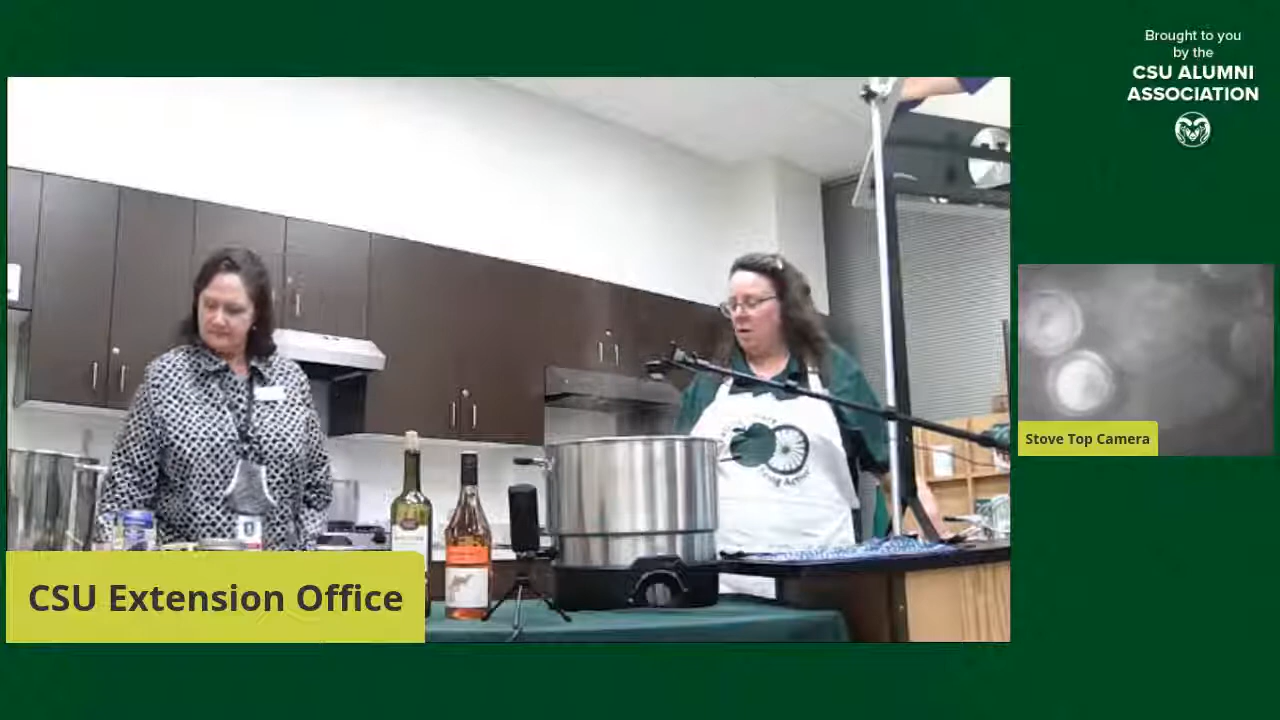 Brought to you
by the
CSU ALUMNI
ASSOCIATION
Stove Top Camera
CSU Extension Office